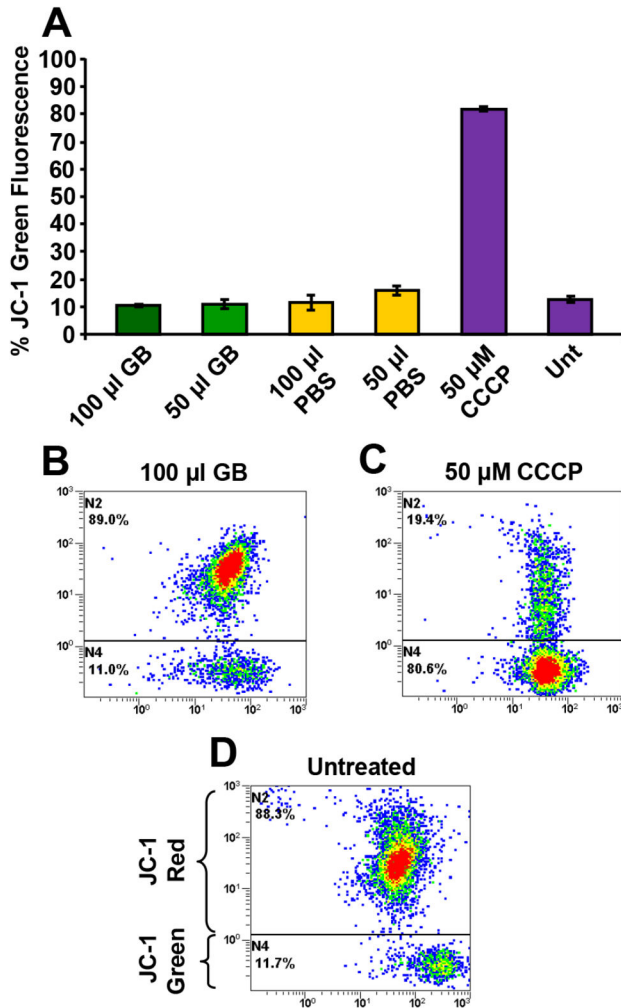 A
% JC-1 Green Fluorescence
100
90
80
70
60
50
40
30
20
10
0
100 µl GB
50 µl GB
100 µl
PBS
50 µl
PBS
50 µM
CCCP
Unt
B
100 µl GB
10³
10²
10¹
10⁰
N2
89.0%
N4
11.0%
10⁰ 10¹ 10² 10³
C
50 µM CCCP
10³
10²
10¹
10⁰
N2
19.4%
N4
80.6%
10⁰ 10¹ 10² 10³
D
Untreated
JC-1
Red
JC-1
Green
10³
10²
10¹
10⁰
N2
88.3%
N4
11.7%
10⁰ 10¹ 10² 10³